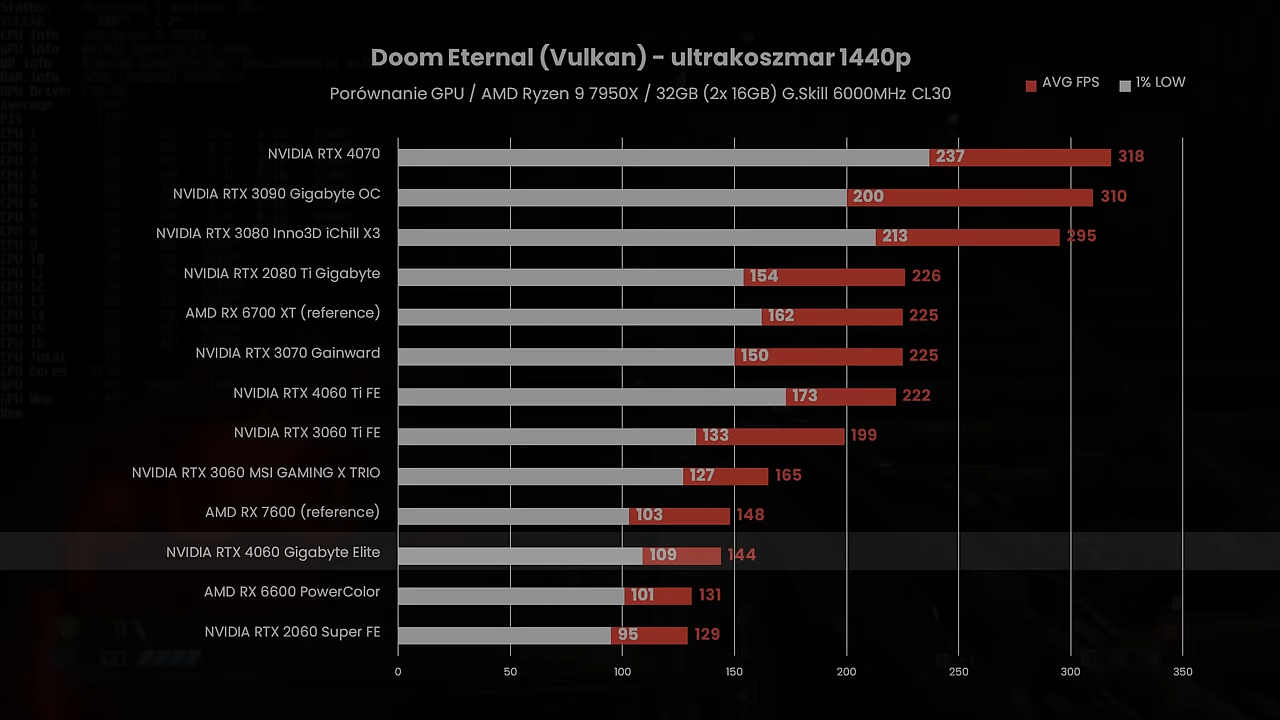 Doom Eternal (Vulkan) - ultrakoszmar 1440p
Porównanie GPU / AMD Ryzen 9 7950X / 32GB (2x 16GB) G.Skill 6000MHz CL30
AVG FPS 1% LOW
NVIDIA RTX 4070 237 318
NVIDIA RTX 3090 Gigabyte OC 200 310
NVIDIA RTX 3080 Inno3D iChill X3 213 295
NVIDIA RTX 2080 Ti Gigabyte 154 226
AMD RX 6700 XT (reference) 162 225
NVIDIA RTX 3070 Gainward 150 225
NVIDIA RTX 4060 Ti FE 173 222
NVIDIA RTX 3060 Ti FE 133 199
NVIDIA RTX 3060 MSI GAMING X TRIO 127 165
AMD RX 7600 (reference) 103 148
NVIDIA RTX 4060 Gigabyte Elite 109 144
AMD RX 6600 PowerColor 101 131
NVIDIA RTX 2060 Super FE 95 129
0 50 100 150 200 250 300 350